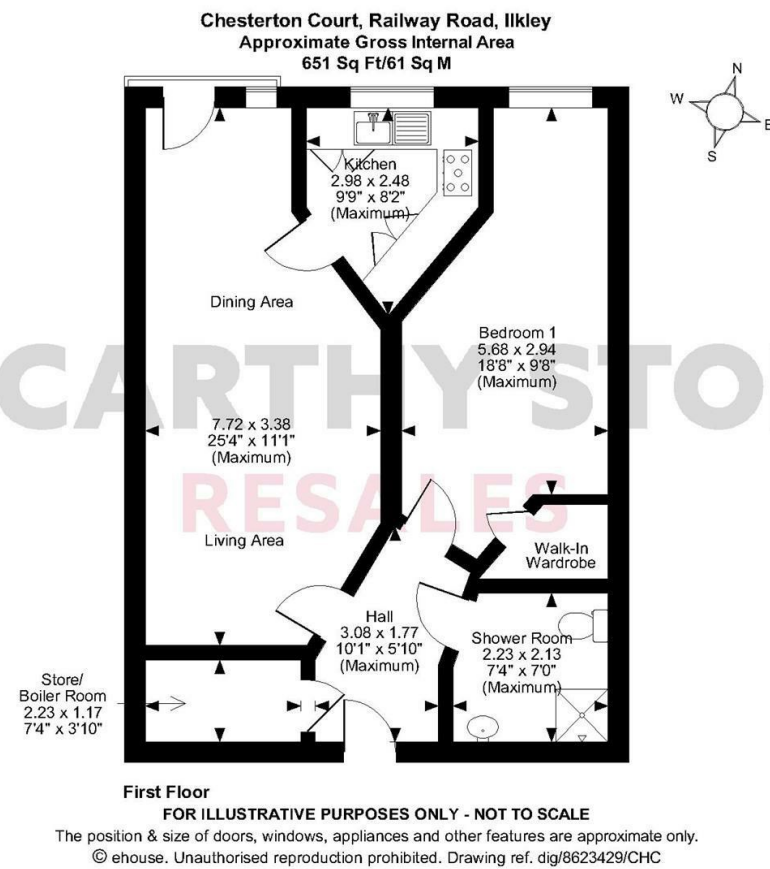 Chesterton Court, Railway Road, Ilkley
Approximate Gross Internal Area
651 Sq Ft/61 Sq M
N
W
E
S
Kitchen
2.98 x 2.48
9'9" x 8'2"
(Maximum)
Dining Area
Bedroom 1
5.68 x 2.94
18'8" x 9'8"
(Maximum)
CARTHY STO
7.72 x 3.38
25'4" x 11'1"
(Maximum)
RESALES
Living Area
Walk-In
Wardrobe
Hall
3.08 x 1.77
10'1" x 5'10"
(Maximum)
Shower Room
2.23 x 2.13
7'4" x 7'0"
(Maximum)
Store/
Boiler Room
2.23 x 1.17
7'4" x 3'10"
First Floor
FOR ILLUSTRATIVE PURPOSES ONLY - NOT TO SCALE
The position & size of doors, windows, appliances and other features are approximate only.
© ehouse. Unauthorised reproduction prohibited. Drawing ref. dig/8623429/CHC